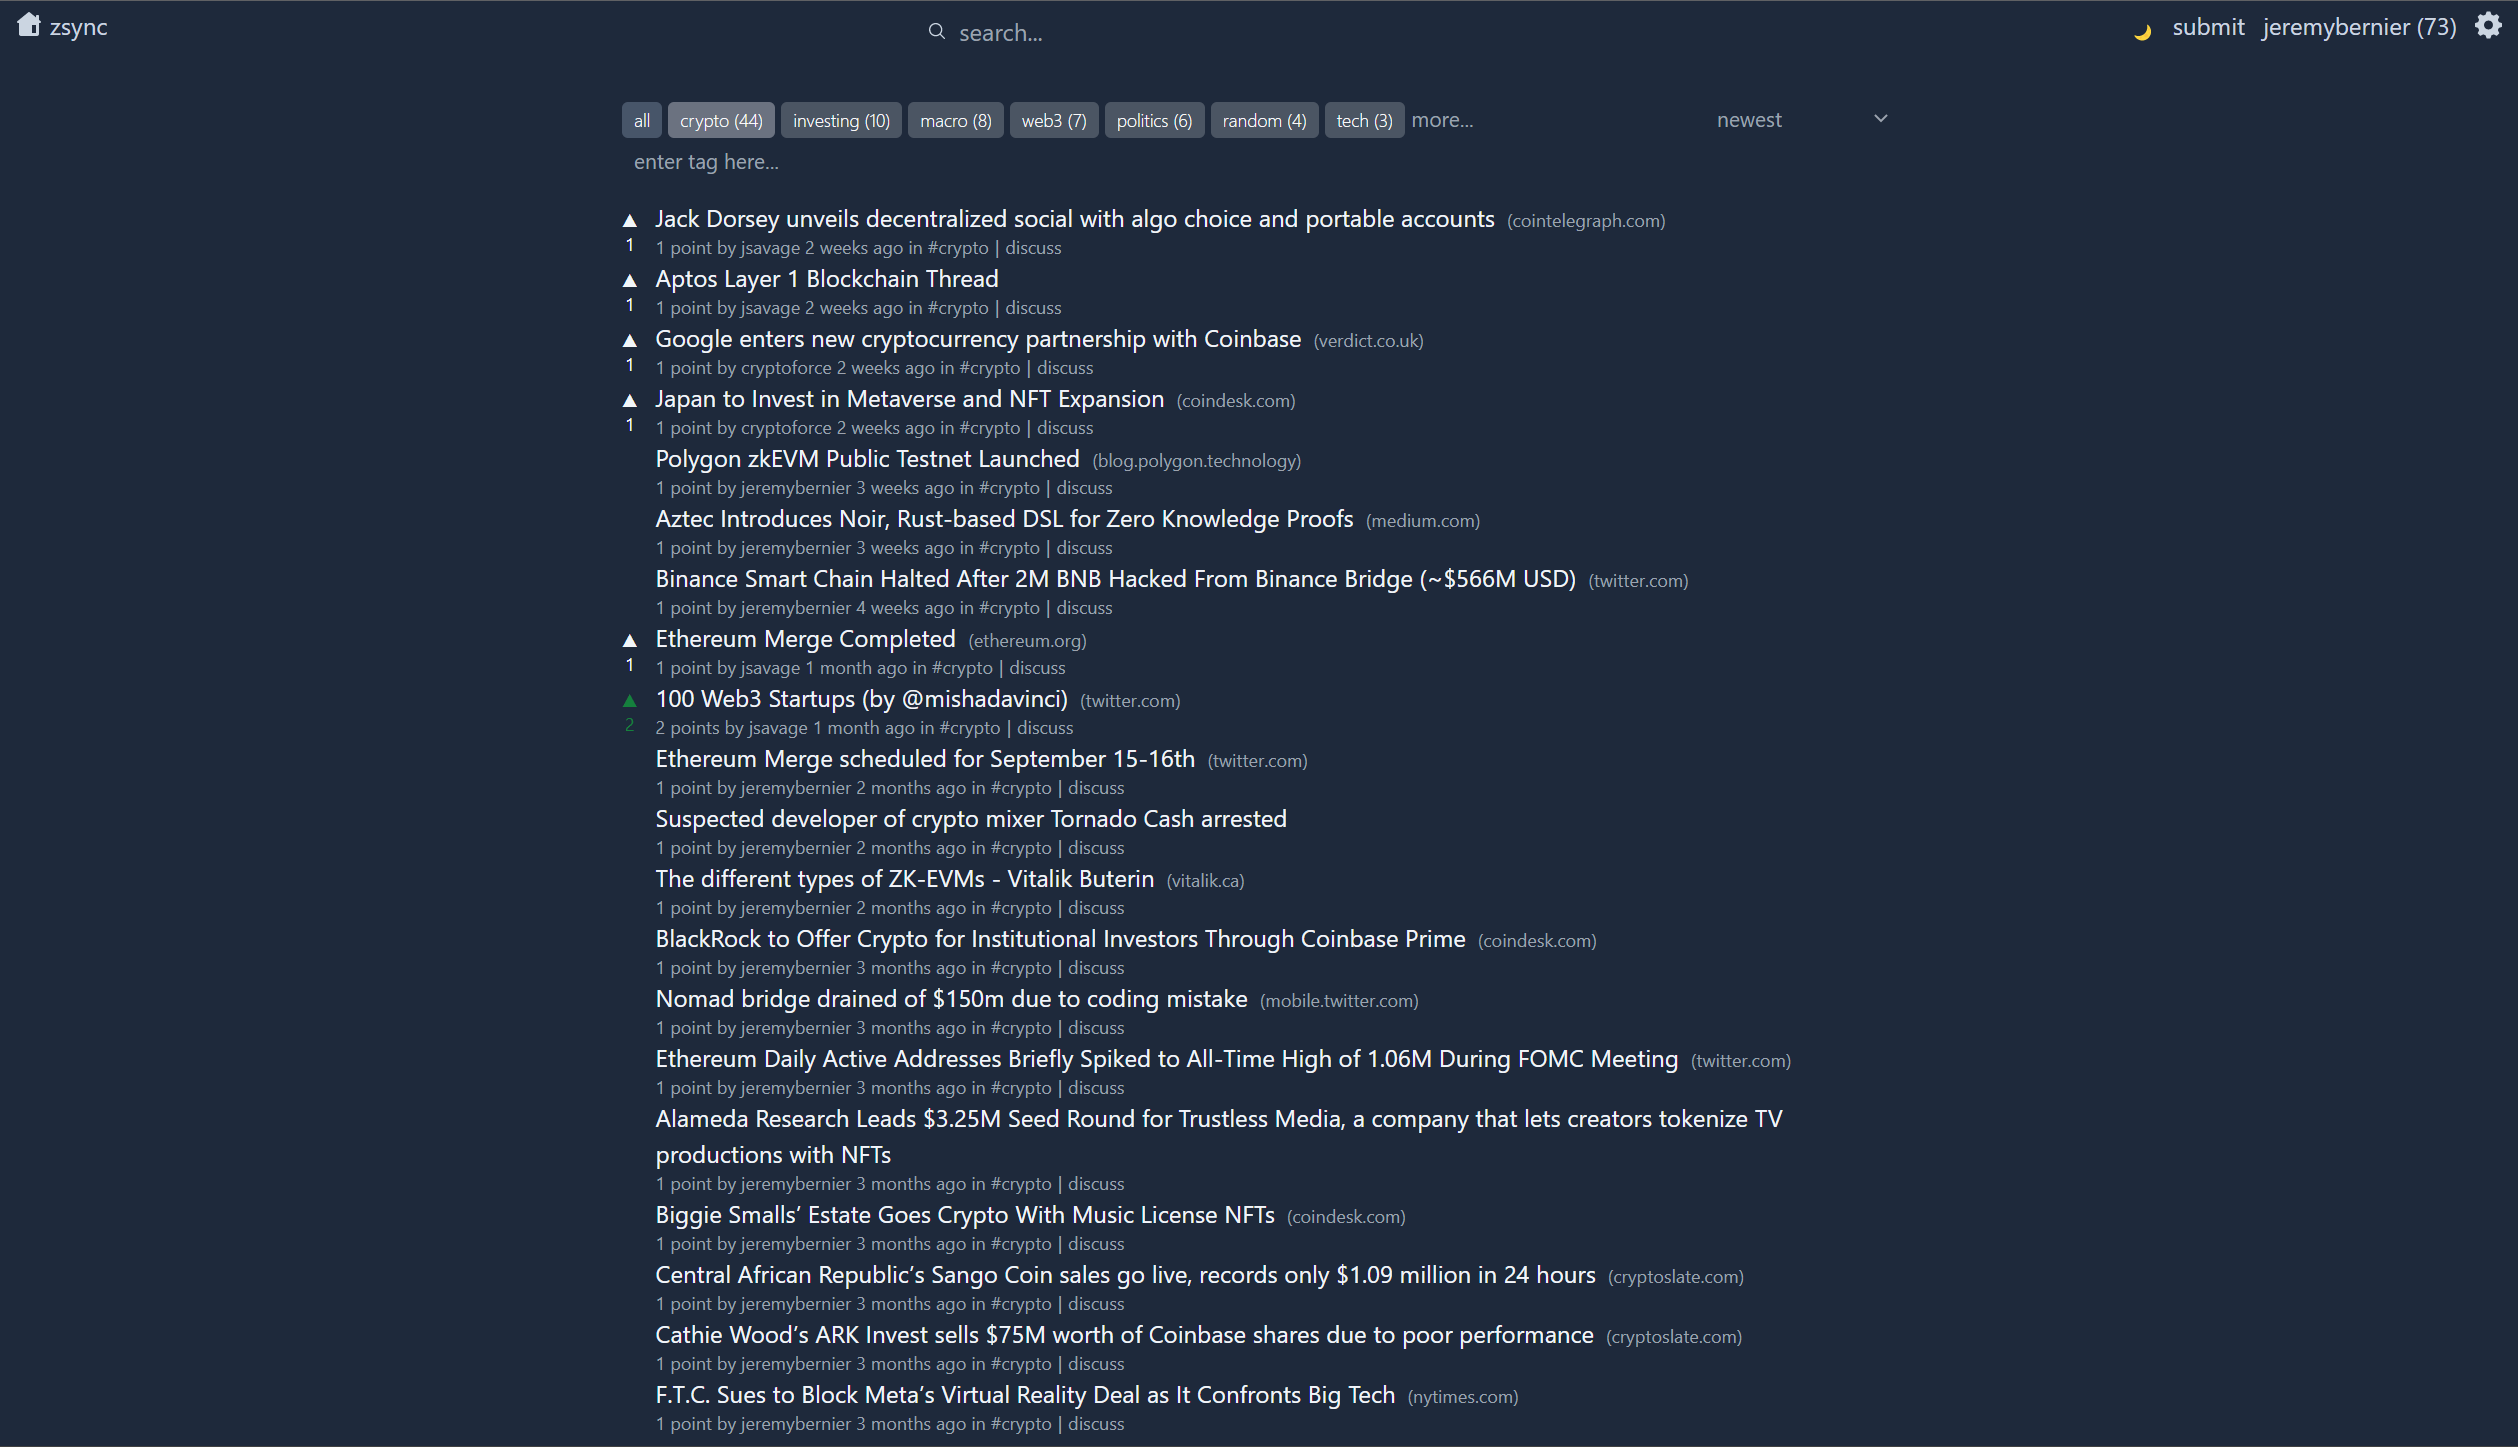 zsync
search...
submit
jeremybernier (73)
all
crypto (44)
investing (10)
macro (8)
web3 (7)
politics (6)
random (4)
tech (3)
more...
newest
enter tag here...
Jack Dorsey unveils decentralized social with algo choice and portable accounts (cointelegraph.com)
1
1 point by jsavage 2 weeks ago in #crypto | discuss
Aptos Layer 1 Blockchain Thread
1
1 point by jsavage 2 weeks ago in #crypto | discuss
Google enters new cryptocurrency partnership with Coinbase (verdict.co.uk)
1
1 point by cryptoforce 2 weeks ago in #crypto | discuss
Japan to Invest in Metaverse and NFT Expansion (coindesk.com)
1
1 point by cryptoforce 2 weeks ago in #crypto | discuss
Polygon zkEVM Public Testnet Launched (blog.polygon.technology)
1 point by jeremybernier 3 weeks ago in #crypto | discuss
Aztec Introduces Noir, Rust-based DSL for Zero Knowledge Proofs (medium.com)
1 point by jeremybernier 3 weeks ago in #crypto | discuss
Binance Smart Chain Halted After 2M BNB Hacked From Binance Bridge (~$566M USD) (twitter.com)
1 point by jeremybernier 4 weeks ago in #crypto | discuss
Ethereum Merge Completed (ethereum.org)
1
1 point by jsavage 1 month ago in #crypto | discuss
100 Web3 Startups (by @mishadavinci) (twitter.com)
2
2 points by jsavage 1 month ago in #crypto | discuss
Ethereum Merge scheduled for September 15-16th (twitter.com)
1 point by jeremybernier 2 months ago in #crypto | discuss
Suspected developer of crypto mixer Tornado Cash arrested
1 point by jeremybernier 2 months ago in #crypto | discuss
The different types of ZK-EVMs - Vitalik Buterin (vitalik.ca)
1 point by jeremybernier 2 months ago in #crypto | discuss
BlackRock to Offer Crypto for Institutional Investors Through Coinbase Prime (coindesk.com)
1 point by jeremybernier 3 months ago in #crypto | discuss
Nomad bridge drained of $150m due to coding mistake (mobile.twitter.com)
1 point by jeremybernier 3 months ago in #crypto | discuss
Ethereum Daily Active Addresses Briefly Spiked to All-Time High of 1.06M During FOMC Meeting (twitter.com)
1 point by jeremybernier 3 months ago in #crypto | discuss
Alameda Research Leads $3.25M Seed Round for Trustless Media, a company that lets creators tokenize TV
productions with NFTs
1 point by jeremybernier 3 months ago in #crypto | discuss
Biggie Smalls’ Estate Goes Crypto With Music License NFTs (coindesk.com)
1 point by jeremybernier 3 months ago in #crypto | discuss
Central African Republic’s Sango Coin sales go live, records only $1.09 million in 24 hours (cryptoslate.com)
1 point by jeremybernier 3 months ago in #crypto | discuss
Cathie Wood’s ARK Invest sells $75M worth of Coinbase shares due to poor performance (cryptoslate.com)
1 point by jeremybernier 3 months ago in #crypto | discuss
F.T.C. Sues to Block Meta’s Virtual Reality Deal as It Confronts Big Tech (nytimes.com)
1 point by jeremybernier 3 months ago in #crypto | discuss